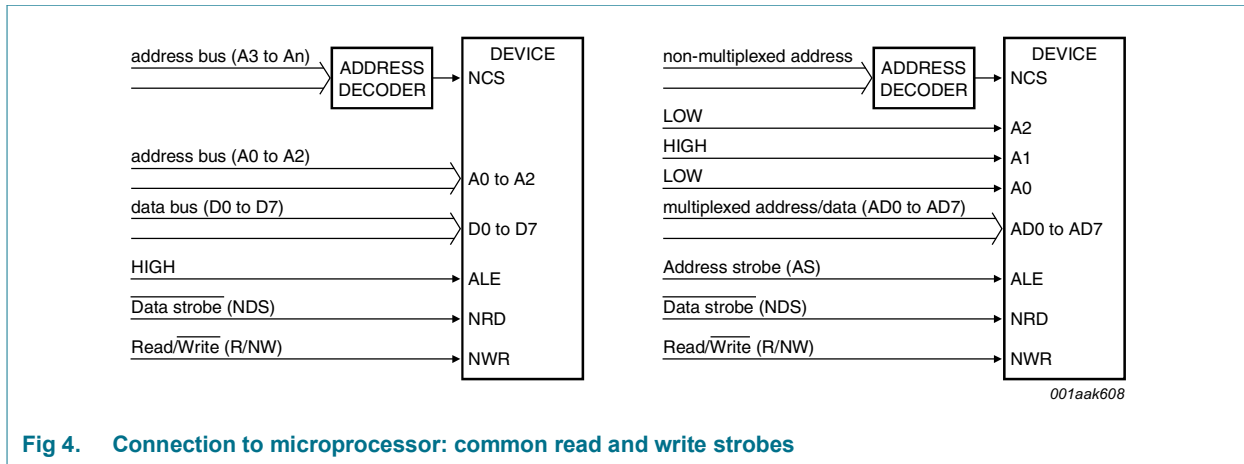 address bus (A3 to An)
ADDRESS
DECODER
DEVICE
NCS
address bus (A0 to A2)
A0 to A2
data bus (D0 to D7)
D0 to D7
HIGH
ALE
Data strobe (NDS)
NRD
Read/Write (R/NW)
NWR
non-multiplexed address
ADDRESS
DECODER
DEVICE
NCS
LOW
A2
HIGH
A1
LOW
A0
multiplexed address/data (AD0 to AD7)
AD0 to AD7
Address strobe (AS)
ALE
Data strobe (NDS)
NRD
Read/Write (R/NW)
NWR
001aak608
Fig 4. Connection to microprocessor: common read and write strobes